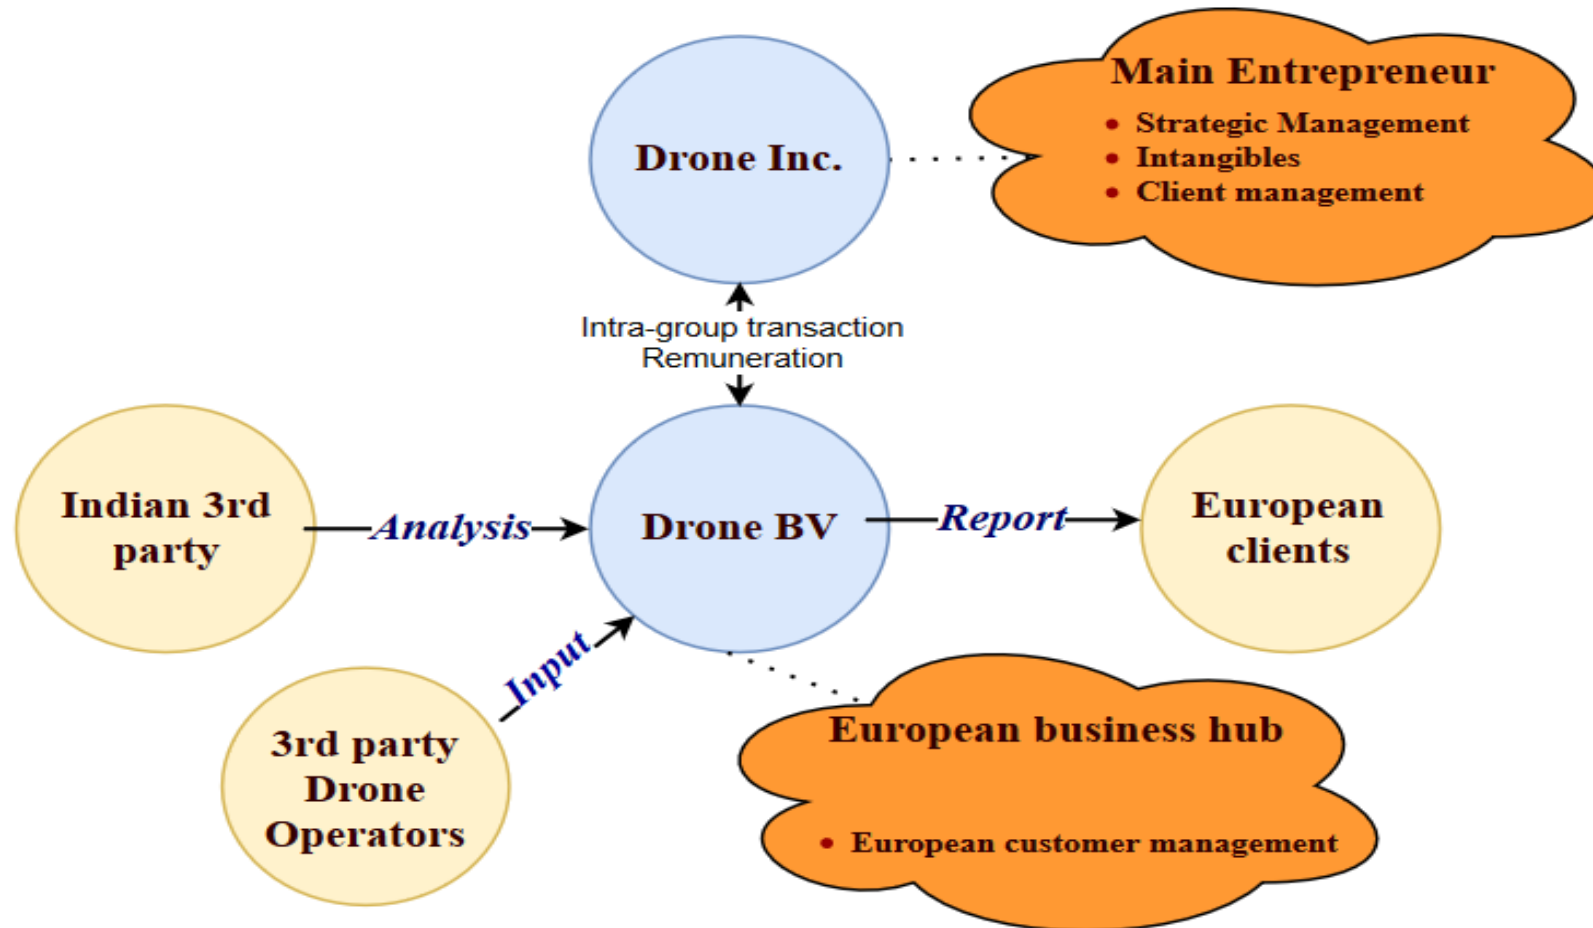 Main Entrepreneur
• Strategic Management
• Intangibles
• Client management
Drone Inc.
Intra-group transaction
Remuneration
Indian 3rd
party
Analysis
Drone BV
Report
European
clients
Input
3rd party
Drone
Operators
European business hub
• European customer management